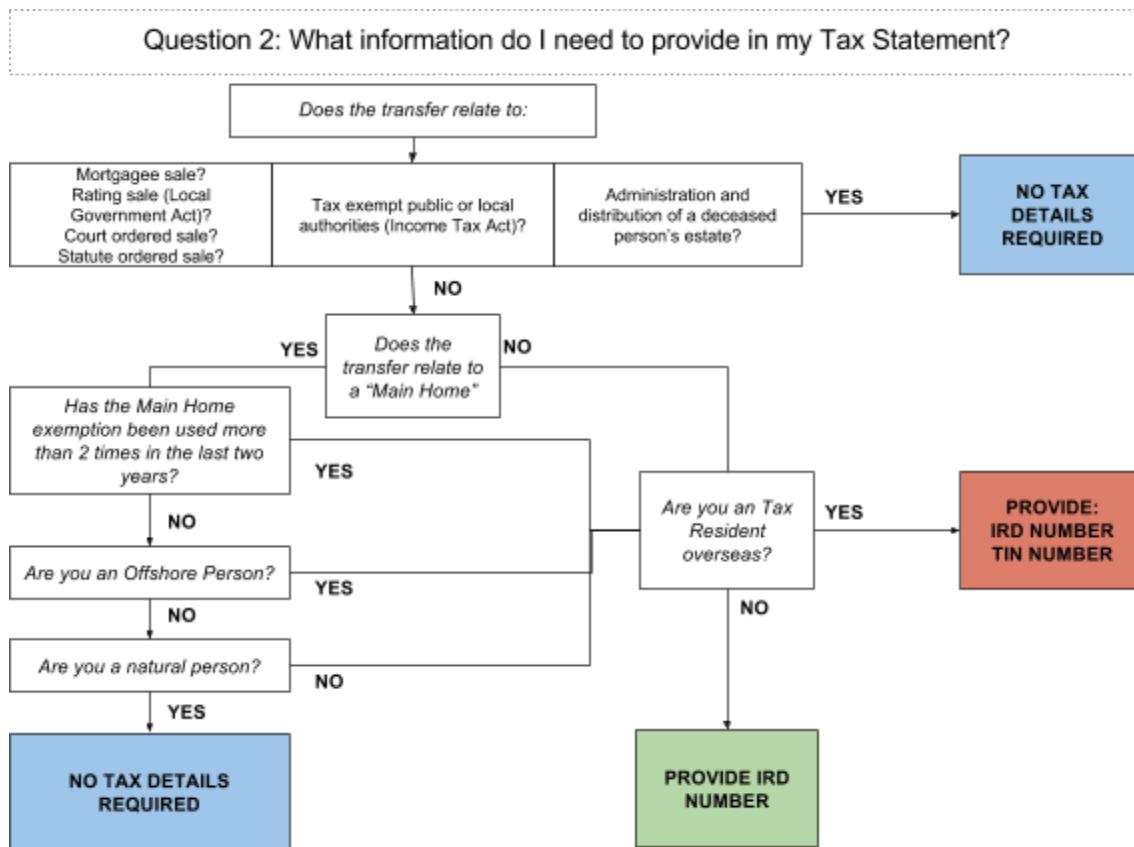 Question 2: What information do I need to provide in my Tax Statement?
Does the transfer relate to:
Mortgagee sale?
Rating sale (Local
Government Act)?
Court ordered sale?
Statute ordered sale?
Tax exempt public or local
authorities (Income Tax Act)?
Administration and
distribution of a deceased
person's estate?
YES
NO TAX
DETAILS
REQUIRED
NO
Does the
transfer relate to
a “Main Home”
YES
NO
Has the Main Home
exemption been used more
than 2 times in the last two
years?
YES
NO
Are you an Offshore Person?
YES
NO
Are you a natural person?
NO
YES
NO TAX DETAILS
REQUIRED
Are you an Tax
Resident
overseas?
YES
PROVIDE:
IRD NUMBER
TIN NUMBER
NO
PROVIDE IRD
NUMBER